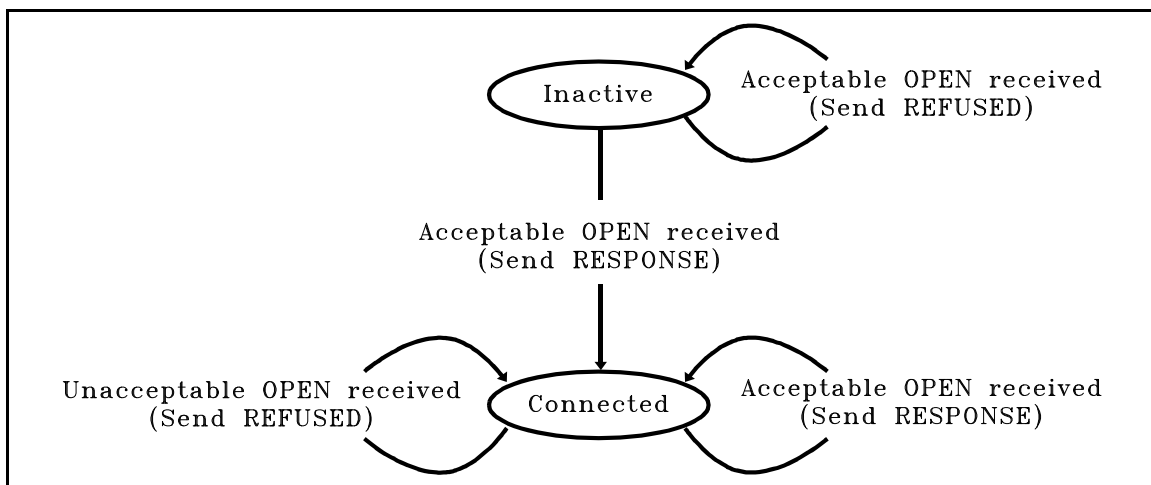 Inactive
Acceptable OPEN received
(Send REFUSED)
Acceptable OPEN received
(Send RESPONSE)
Unacceptable OPEN received
(Send REFUSED)
Connected
Acceptable OPEN received
(Send RESPONSE)